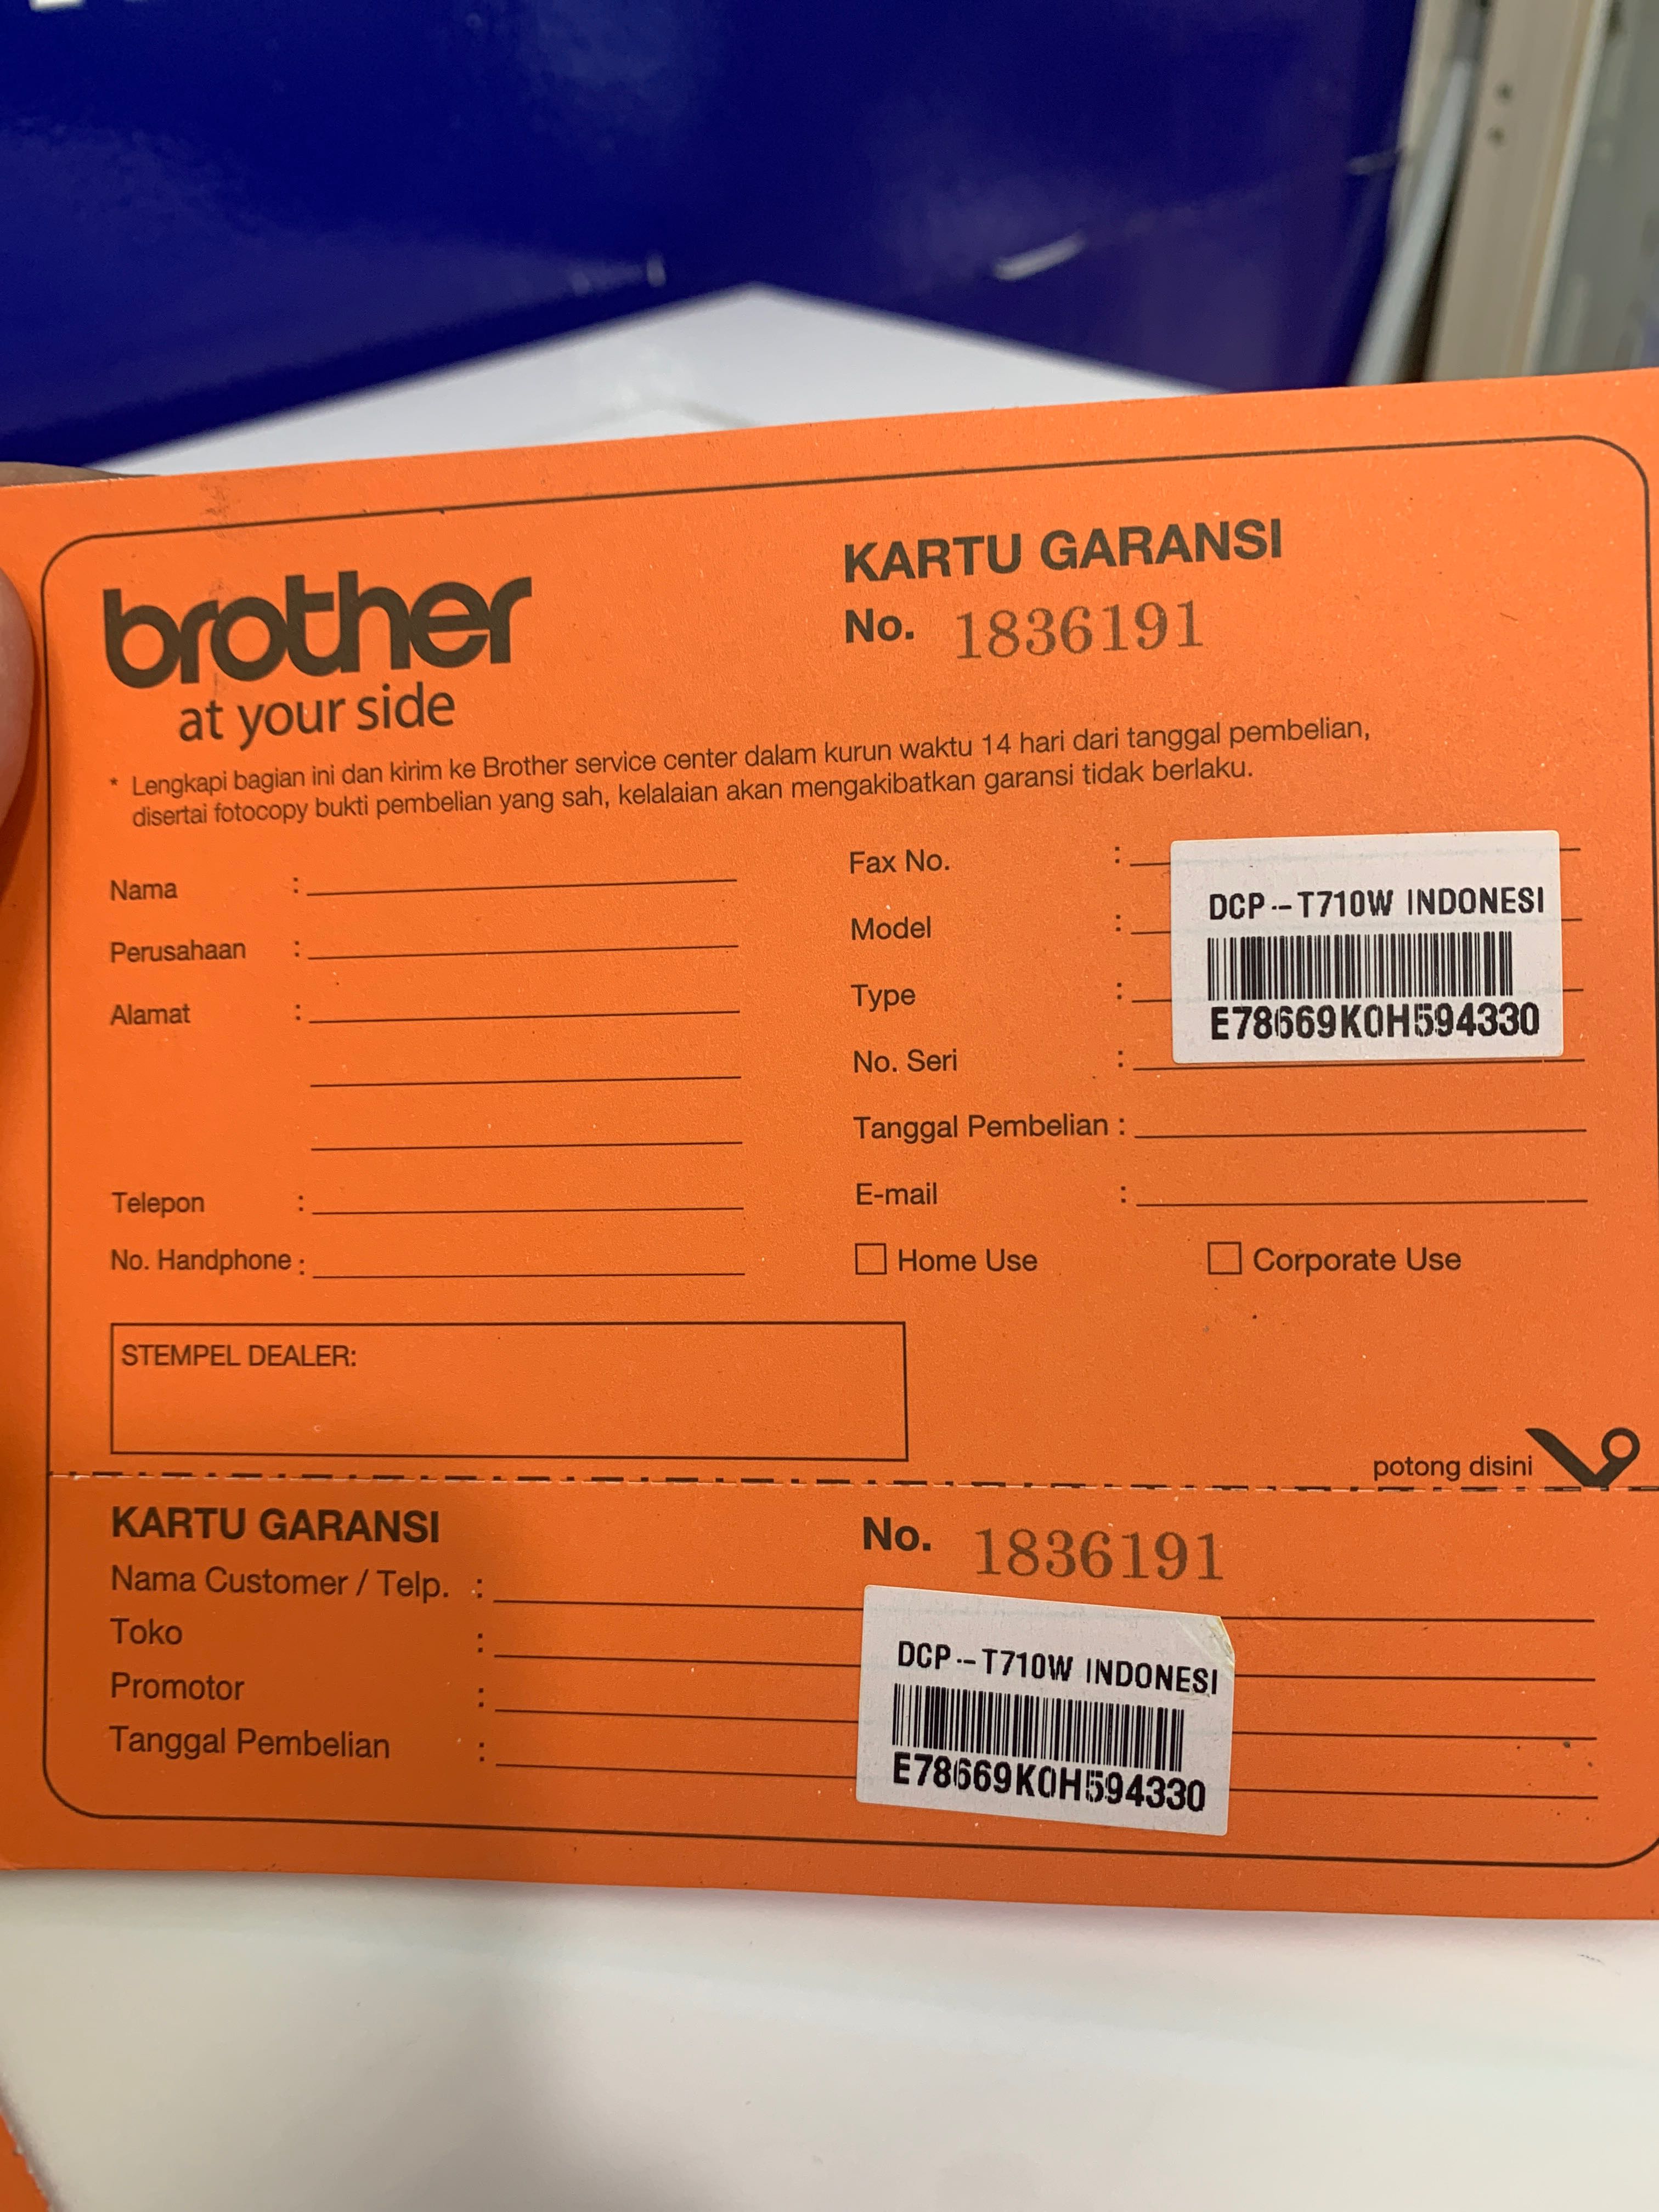 brother
at your side
KARTU GARANSI
No. 1836191
* Lengkapi bagian ini dan kirim ke Brother service center dalam kurun waktu 14 hari dari tanggal pembelian,
disertai fotocopy bukti pembelian yang sah, kelalaian akan mengakibatkan garansi tidak berlaku.
Nama :
Perusahaan :
Alamat :
Telepon :
No. Handphone :
Fax No. :
Model :
Type :
No. Seri :
DCP--T710W INDONESI
E78669K0H594330
Tanggal Pembelian :
E-mail :
Home Use
Corporate Use
STEMPEL DEALER:
potong disini
KARTU GARANSI
No. 1836191
Nama Customer / Telp. :
Toko :
Promotor :
Tanggal Pembelian :
DCP--T710W INDONESI
E78669K0H594330